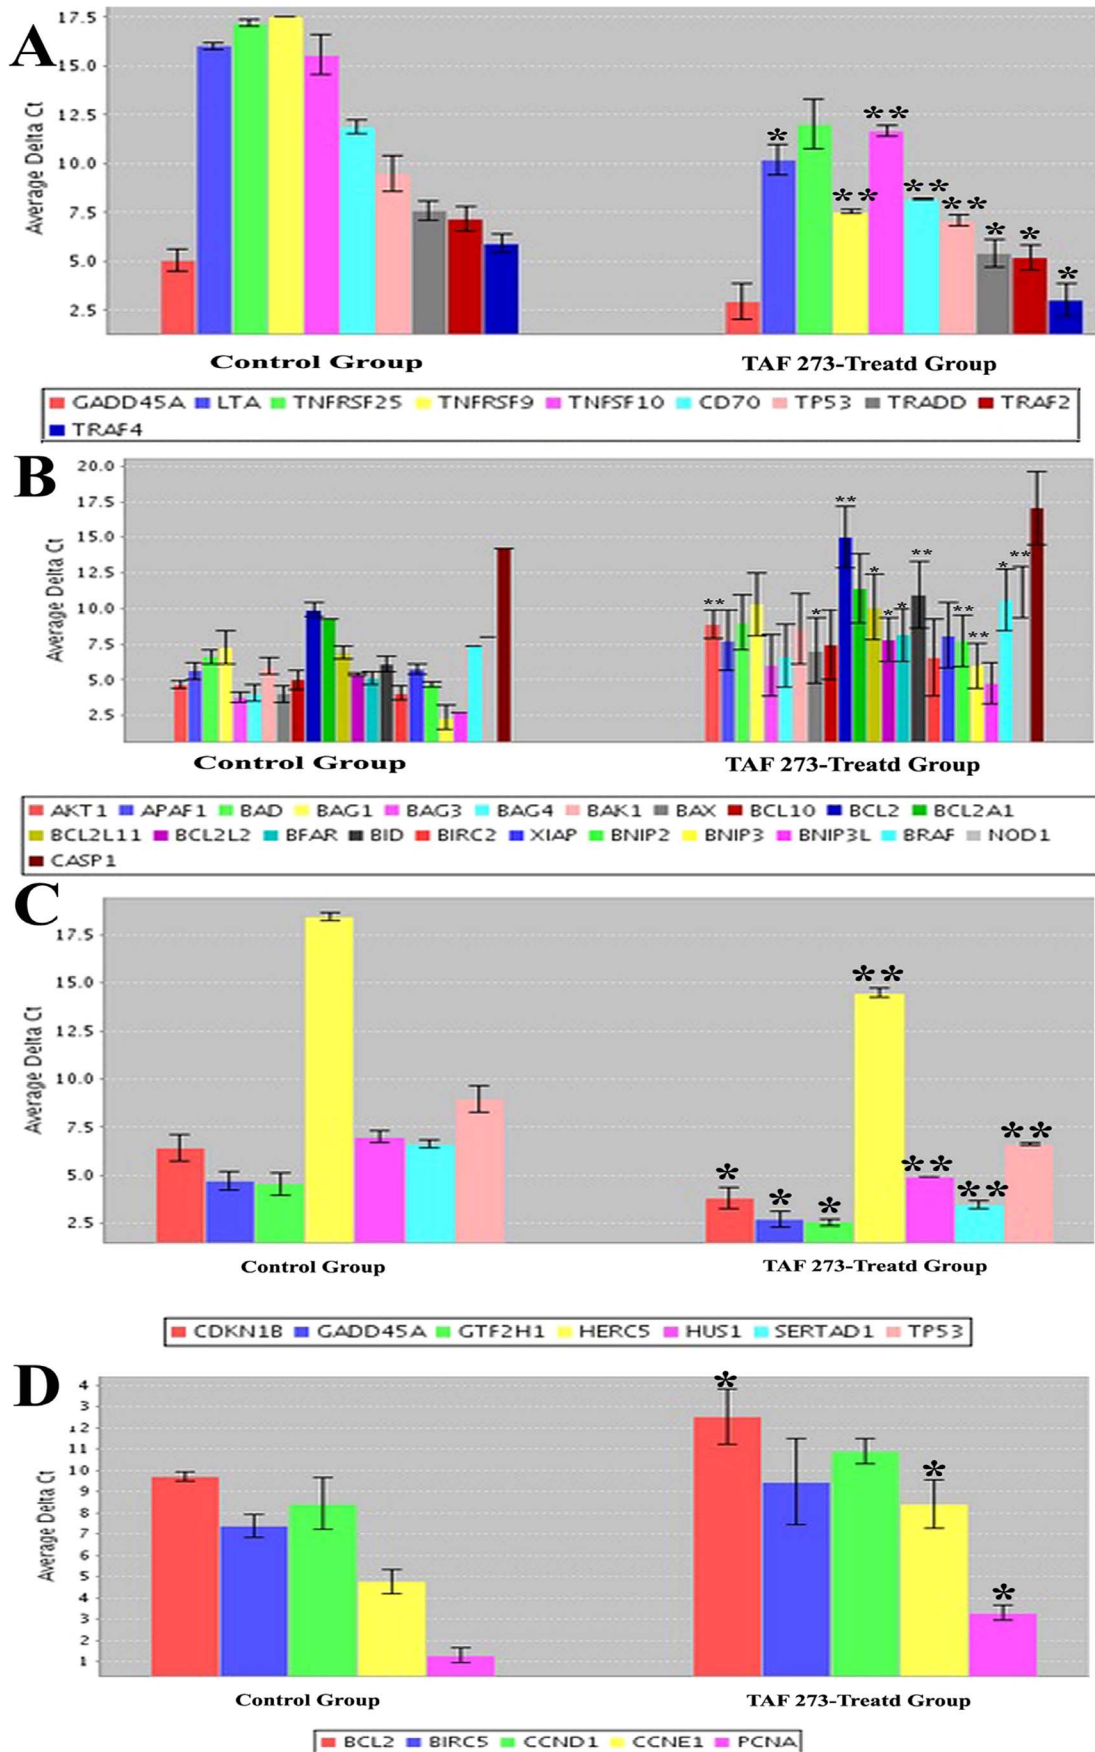 A
17.5
15.0
12.5
10.0
7.5
5.0
2.5
Average Delta Ct
* ** ** ** ** * * *
Control Group TAF 273-Treatd Group
GADD45A LTA TNFRSF25 TNFRSF9 TNFSF10 CD70 TP53 TRADD TRAF2
TRAF4
B
20.0
17.5
15.0
12.5
10.0
7.5
5.0
2.5
Average Delta Ct
** * ** * * * ** ** ** * **
Control Group TAF 273-Treatd Group
AKT1 APAF1 BAD BAG1 BAG3 BAG4 BAK1 BAX BCL10 BCL2 BCL2A1
BCL2L11 BCL2L2 BFAR BID BIRC2 XIAP BNIP2 BNIP3 BNIP3L BRAF NOD1
CASP1
C
17.5
15.0
12.5
10.0
7.5
5.0
2.5
Average Delta Ct
* * * ** ** ** **
Control Group TAF 273-Treatd Group
CDKN1B GADD45A GTF2H1 HERC5 HUS1 SERTAD1 TP53
D
4
3
12
11
10
9
8
7
6
5
4
3
2
1
Average Delta Ct
* * *
Control Group TAF 273-Treatd Group
BCL2 BIRC5 CCND1 CCNE1 PCNA